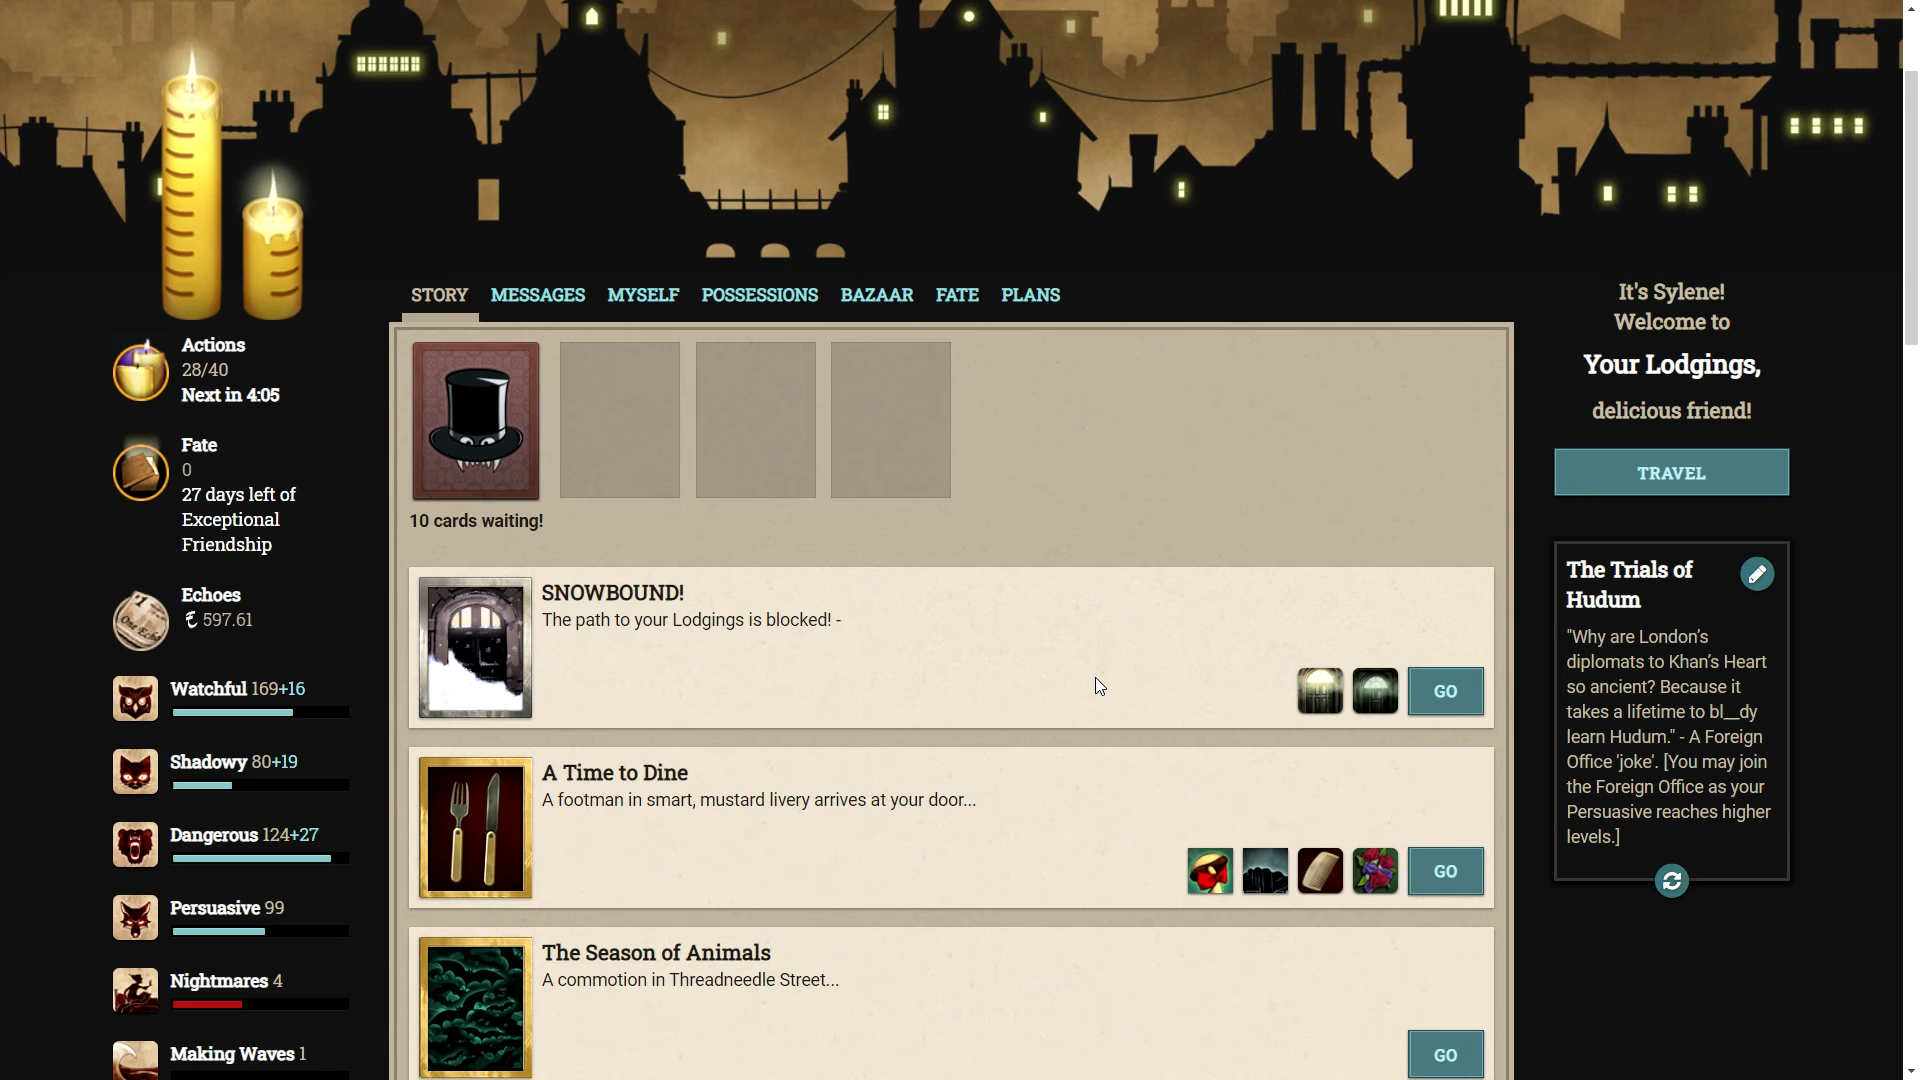 STORY MESSAGES MYSELF POSSESSIONS BAZAAR FATE PLANS
Actions
28/40
Next in 4:05
Fate
0
27 days left of
Exceptional
Friendship
Echoes
597.61
Watchful 169+16
Shadowy 80+19
Dangerous 124+27
Persuasive 99
Nightmares 4
Making Waves 1
10 cards waiting!
SNOWBOUND!
The path to your Lodgings is blocked! -
GO
A Time to Dine
A footman in smart, mustard livery arrives at your door...
GO
The Season of Animals
A commotion in Threadneedle Street...
GO
It's Sylene!
Welcome to
Your Lodgings,
delicious friend!
TRAVEL
The Trials of
Hudum
"Why are London's
diplomats to Khan's Heart
so ancient? Because it
takes a lifetime to bl__dy
learn Hudum." - A Foreign
Office 'joke'. [You may join
the Foreign Office as your
Persuasive reaches higher
levels.]